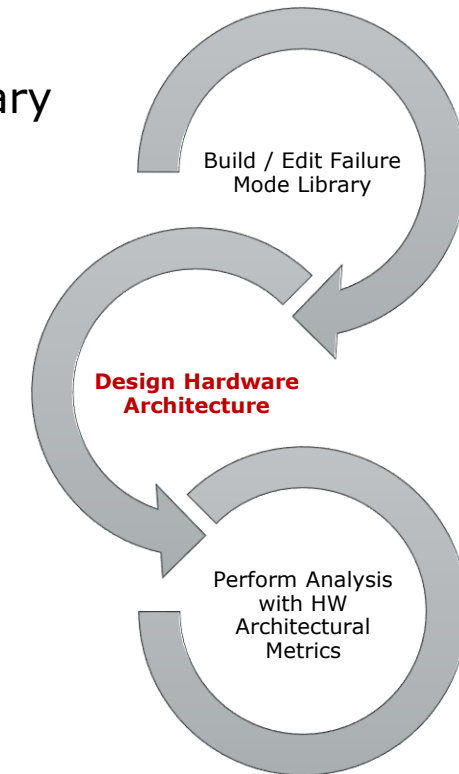 ary
Build / Edit Failure
Mode Library
Design Hardware
Architecture
Perform Analysis
with HW
Architectural
Metrics